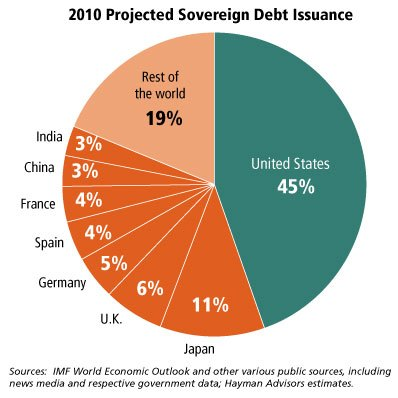 2010 Projected Sovereign Debt Issuance
United States
45%
Japan
11%
U.K.
6%
Germany
5%
Spain
4%
France
4%
China
3%
India
3%
Rest of
the world
19%
Sources:  IMF World Economic Outlook and other various public sources, including
news media and respective government data; Hayman Advisors estimates.